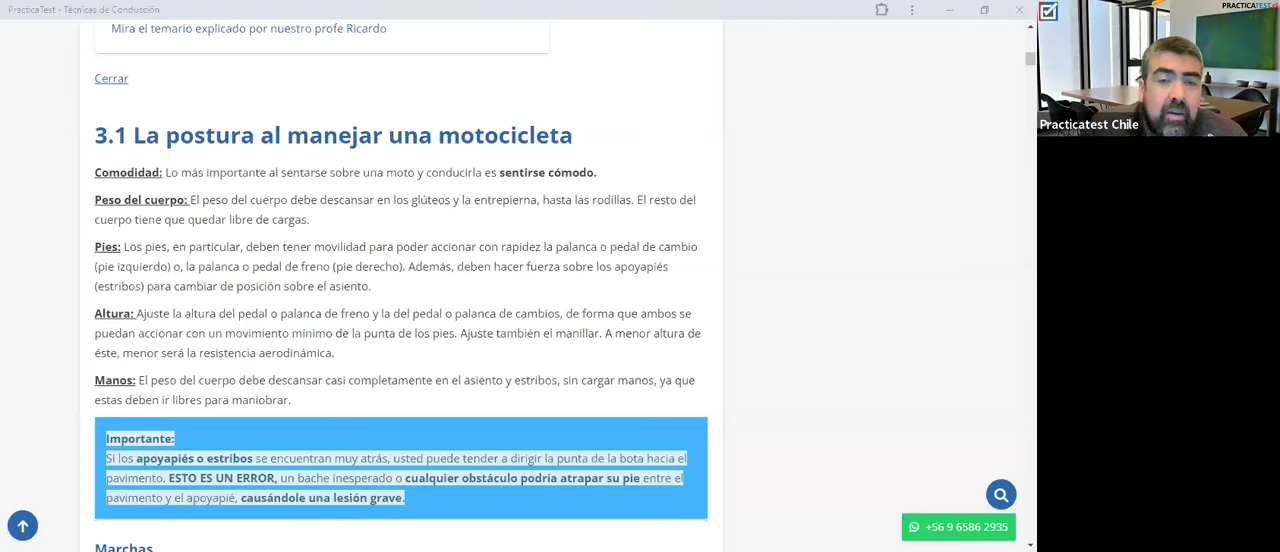 PracticaTest - Técnicas de Conducción
Mira el temario explicado por nuestro profe Ricardo
Cerrar
3.1 La postura al manejar una motocicleta
Comodidad: Lo más importante al sentarse sobre una moto y conducirla es sentirse cómodo.
Peso del cuerpo: El peso del cuerpo debe descansar en los glúteos y la entrepierna, hasta las rodillas. El resto del
cuerpo tiene que quedar libre de cargas.
Pies: Los pies, en particular, deben tener movilidad para poder accionar con rapidez la palanca o pedal de cambio
(pie izquierdo) o, la palanca o pedal de freno (pie derecho). Además, deben hacer fuerza sobre los apoyapiés
(estribos) para cambiar de posición sobre el asiento.
Altura: Ajuste la altura del pedal o palanca de freno y la del pedal o palanca de cambios, de forma que ambos se
puedan accionar con un movimiento mínimo de la punta de los pies. Ajuste también el manillar. A menor altura de
éste, menor será la resistencia aerodinámica.
Manos: El peso del cuerpo debe descansar casi completamente en el asiento y estribos, sin cargar manos, ya que
estas deben ir libres para maniobrar.
Importante:
Si los apoyapiés o estribos se encuentran muy atrás, usted puede tender a dirigir la punta de la bota hacia el
pavimento. ESTO ES UN ERROR, un bache inesperado o cualquier obstáculo podría atrapar su pie entre el
pavimento y el apoyapié, causándole una lesión grave.
Marchas
+56 9 6586 2935
PRACTICATEST.cl
Practicatest Chile